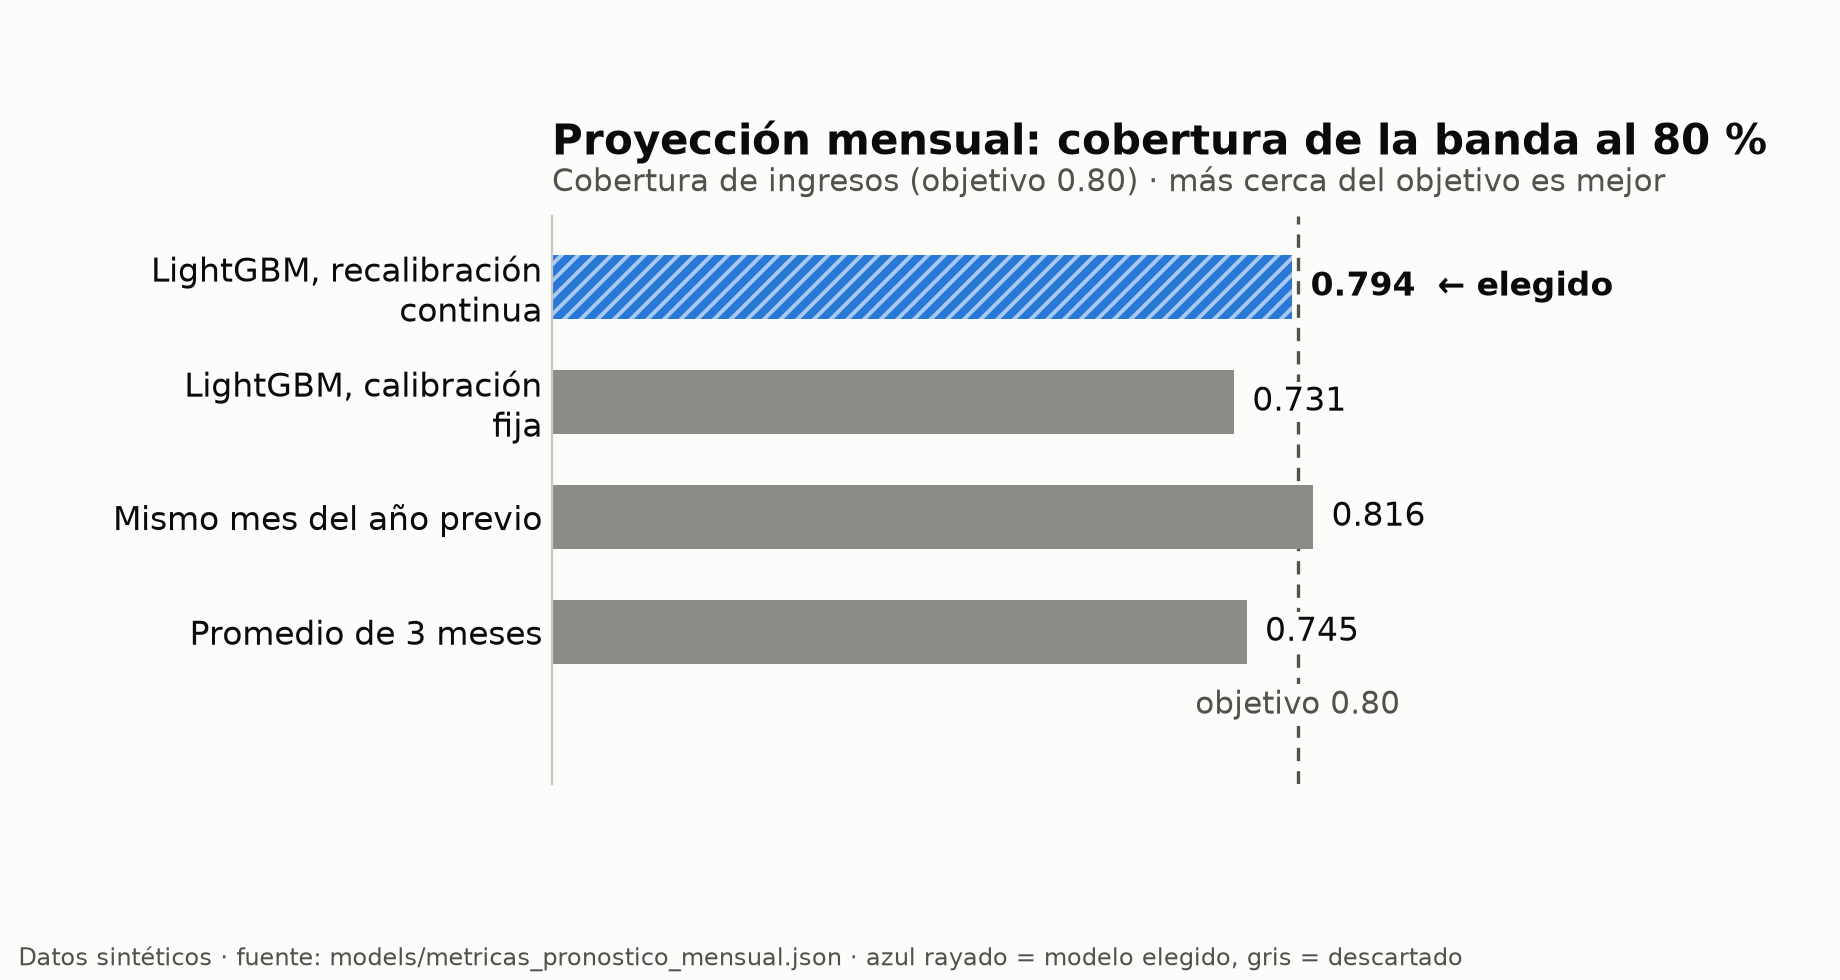 Proyección mensual: cobertura de la banda al 80 %
Cobertura de ingresos (objetivo 0.80) · más cerca del objetivo es mejor
LightGBM, recalibración
continua
0.794 ← elegido
LightGBM, calibración
fija
0.731
Mismo mes del año previo
0.816
Promedio de 3 meses
0.745
objetivo 0.80
Datos sintéticos · fuente: models/metricas_pronostico_mensual.json · azul rayado = modelo elegido, gris = descartado